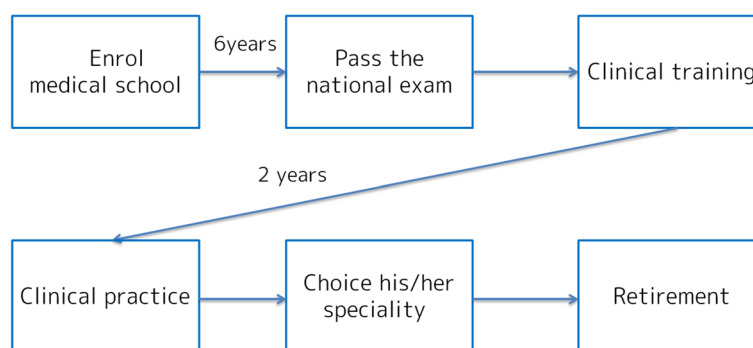 Enrol
medical school
6years
Pass the
national exam
Clinical training
2 years
Clinical practice
Choice his/her
speciality
Retirement